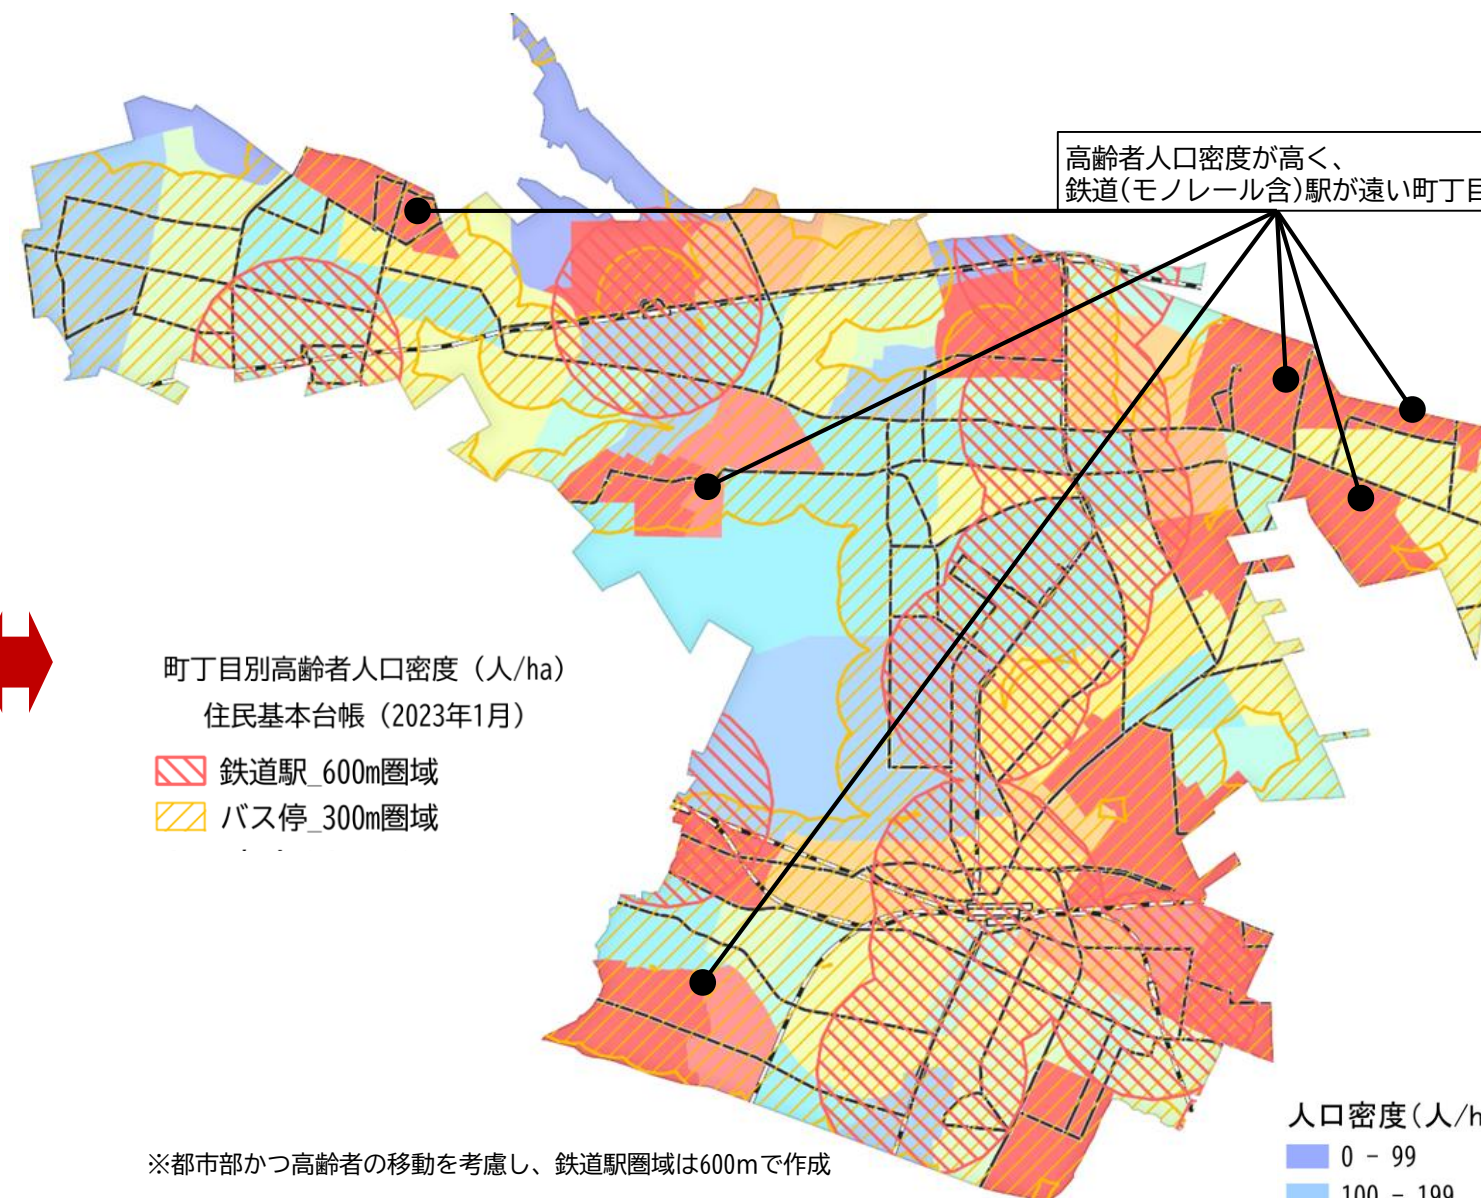 高齢者人口密度が高く、
鉄道(モノレール含)駅が遠い町丁目
町丁目別高齢者人口密度（人/ha）
住民基本台帳（2023年1月）
鉄道駅_600m圏域
バス停_300m圏域
※都市部かつ高齢者の移動を考慮し、鉄道駅圏域は600mで作成
人口密度(人/h
0 - 99
100 - 199